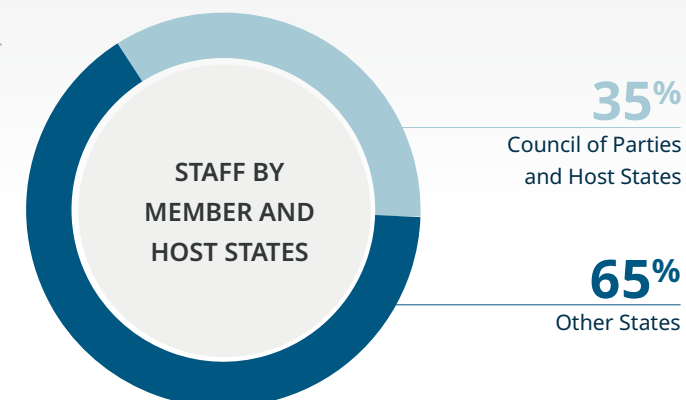 STAFF BY
MEMBER AND
HOST STATES
35%
Council of Parties
and Host States
65%
Other States